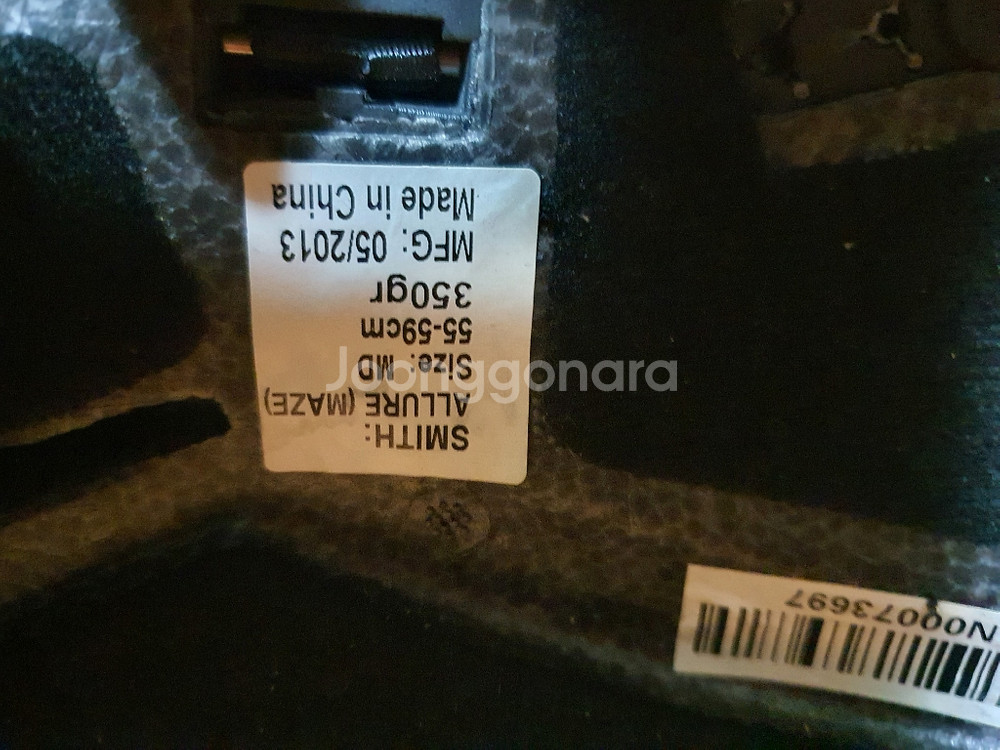 SMITH:
ALLURE (MAZE)
Size: MD
55-59cm
350gr
MFG: 05/2013
Made in China
Joonggonara
N00073697